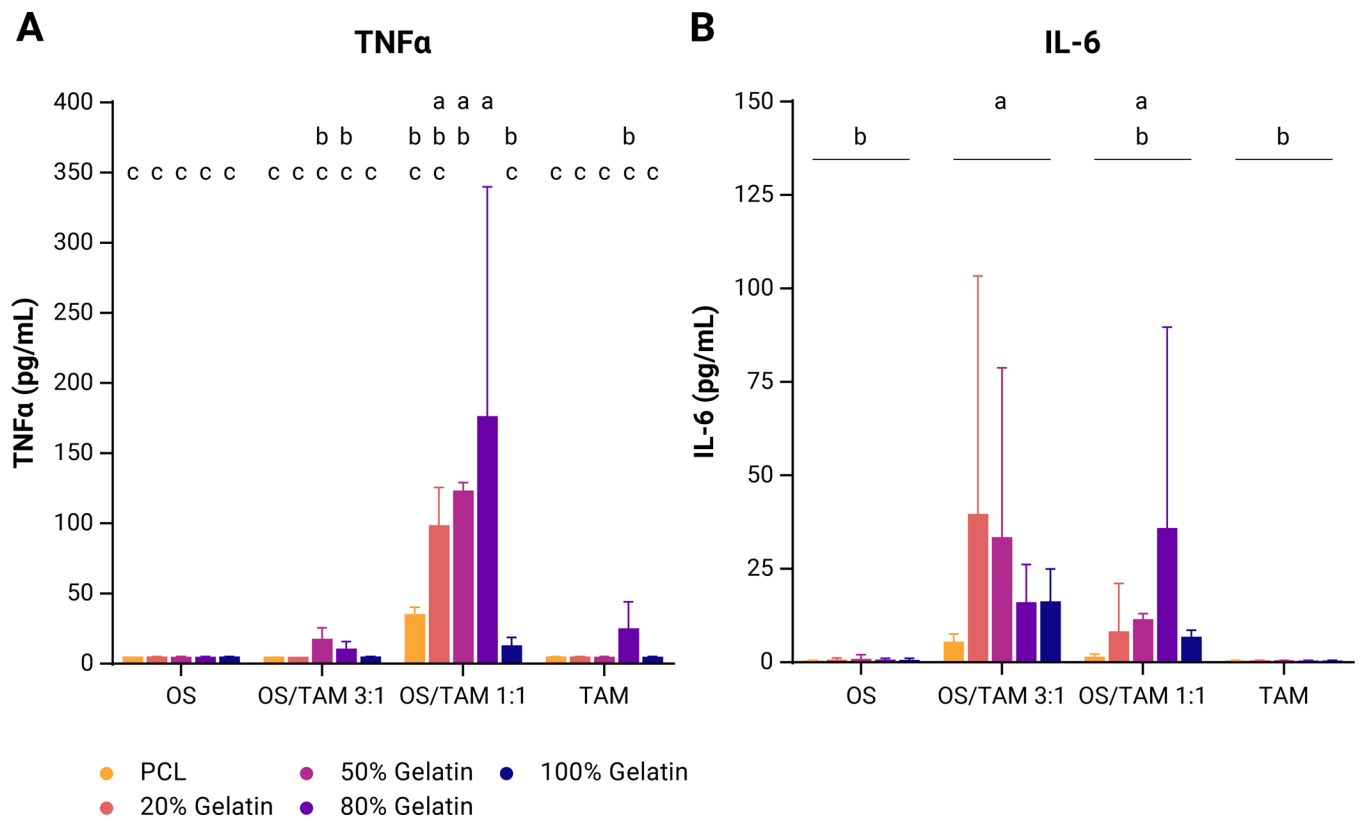 A
TNFα
TNFα (pg/mL)
400
350
300
250
200
150
100
50
0
a a a
b b b b b b b
c c c c c c c c c c c c c c c c c c
OS
OS/TAM 3:1
OS/TAM 1:1
TAM
B
IL-6
IL-6 (pg/mL)
150
125
100
75
50
25
0
a a
b b b
OS
OS/TAM 3:1
OS/TAM 1:1
TAM
PCL
50% Gelatin
100% Gelatin
20% Gelatin
80% Gelatin